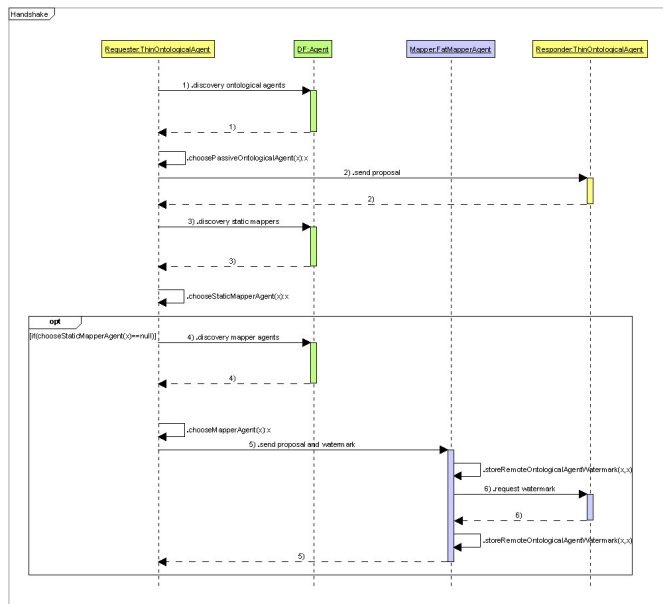 Handshake
Requester:ThinOntologicalAgent
DF:Agent
Mapper:FatMapperAgent
Responder:ThinOntologicalAgent
1) .discovery ontological agents
1)
.choosePassiveOntologicalAgent(x):x
2) .send proposal
2)
3) .discovery static mappers
3)
.chooseStaticMapperAgent(x):x
opt
[if(chooseStaticMapperAgent(x)==null)]
4) .discovery mapper agents
4)
.chooseMapperAgent(x):x
5) .send proposal and watermark
.storeRemoteOntologicalAgentWatermark(x,x)
6) .request watermark
6)
.storeRemoteOntologicalAgentWatermark(x,x)
5)